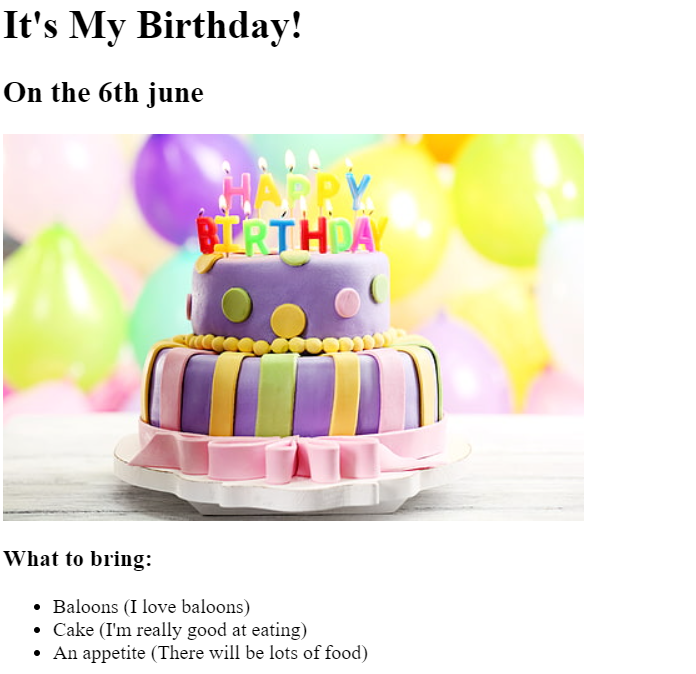 It's My Birthday!
On the 6th june
HAPPY
BIRTHDAY
What to bring:
Baloons (I love baloons)
Cake (I'm really good at eating)
An appetite (There will be lots of food)